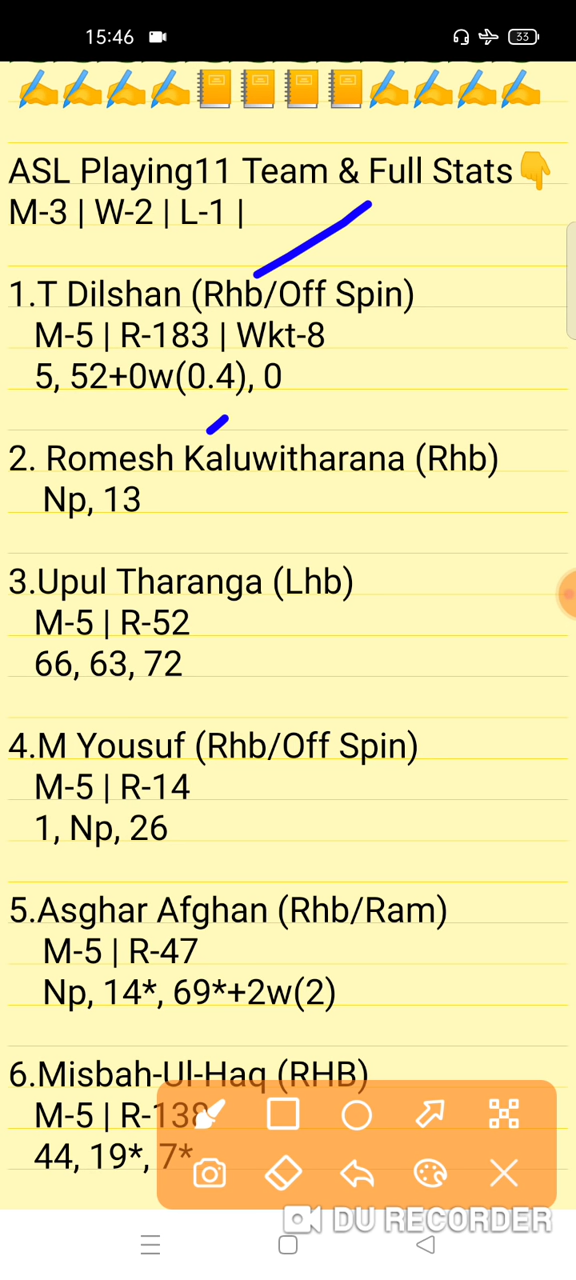 15:46
33
ASL Playing11 Team & Full Stats
M-3 | W-2 | L-1 |
1.T Dilshan (Rhb/Off Spin)
M-5 | R-183 | Wkt-8
5, 52+0w(0.4), 0
2. Romesh Kaluwitharana (Rhb)
Np, 13
3.Upul Tharanga (Lhb)
M-5 | R-52
66, 63, 72
4.M Yousuf (Rhb/Off Spin)
M-5 | R-14
1, Np, 26
5.Asghar Afghan (Rhb/Ram)
M-5 | R-47
Np, 14*, 69*+2w(2)
6.Misbah-Ul-Haq (RHB)
M-5 | R-138
44, 19*, 7*
DU RECORDER